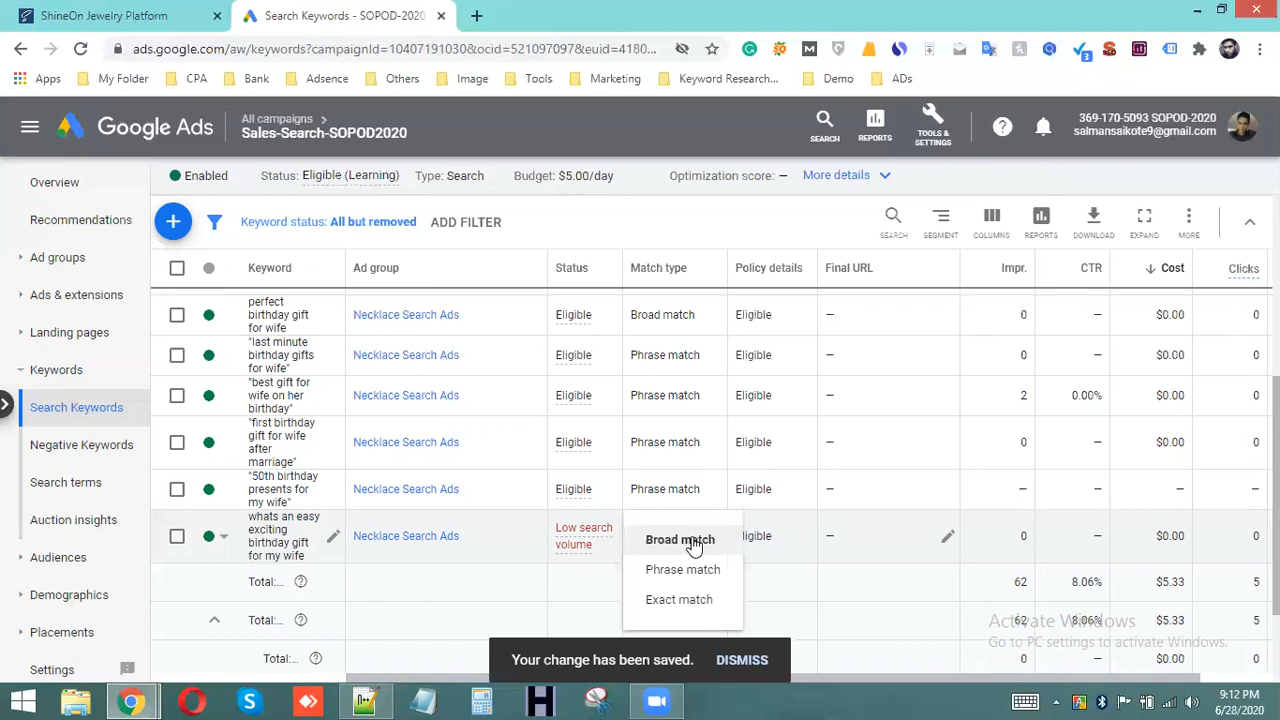 ShineOn Jewelry Platform
Search Keywords - SOPOD-2020
ads.google.com/aw/keywords?campaignId=10407191030&ocid=521097097&euid=4180...
3
Apps
My Folder
CPA
Bank
Adsence
Others
Image
Tools
Marketing
Keyword Research...
Demo
ADs
Google Ads
All campaigns
Sales-Search-SOPOD2020
SEARCH
REPORTS
TOOLS &
SETTINGS
369-170-5093 SOPOD-2020
salmansaikote9@gmail.com
Enabled
Status: Eligible (Learning)
Type: Search
Budget: $5.00/day
Optimization score: —
More details
Keyword status: All but removed
ADD FILTER
SEARCH
SEGMENT
COLUMNS
REPORTS
DOWNLOAD
EXPAND
MORE
Overview
Recommendations
Ad groups
Ads & extensions
Landing pages
Keywords
Search Keywords
Negative Keywords
Search terms
Auction insights
Audiences
Demographics
Placements
Settings
Keyword Ad group Status Match type Policy details Final URL Impr. CTR Cost Clicks
perfect
birthday gift
for wife
Necklace Search Ads Eligible Broad match Eligible — 0 — $0.00 0
"last minute
birthday gifts
for wife"
Necklace Search Ads Eligible Phrase match Eligible — 0 — $0.00 0
"best gift for
wife on her
birthday"
Necklace Search Ads Eligible Phrase match Eligible — 2 0.00% $0.00 0
"first birthday
gift for wife
after
marriage"
Necklace Search Ads Eligible Phrase match Eligible — 0 — $0.00 0
"50th birthday
presents for
my wife"
Necklace Search Ads Eligible Phrase match Eligible — — — — —
whats an easy
exciting
birthday gift
for my wife
Necklace Search Ads
Low search
volume
Broad match
Phrase match
Exact match
— 0 — $0.00 0
Total:... 62 8.06% $5.33 5
Total:... 62 8.06% $5.33 5
Total:... 0 — $0.00 0
Your change has been saved.
DISMISS
Activate Windows
Go to PC settings to activate Windows.
9:12 PM
6/28/2020